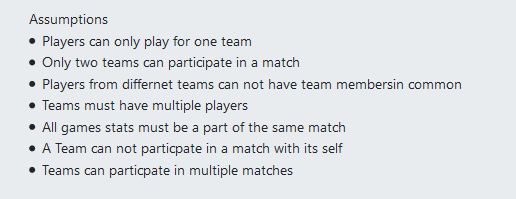 Assumptions
• Players can only play for one team
• Only two teams can participate in a match
• Players from differnet teams can not have team membersin common
• Teams must have multiple players
• All games stats must be a part of the same match
• A Team can not particpate in a match with its self
• Teams can particpate in multiple matches